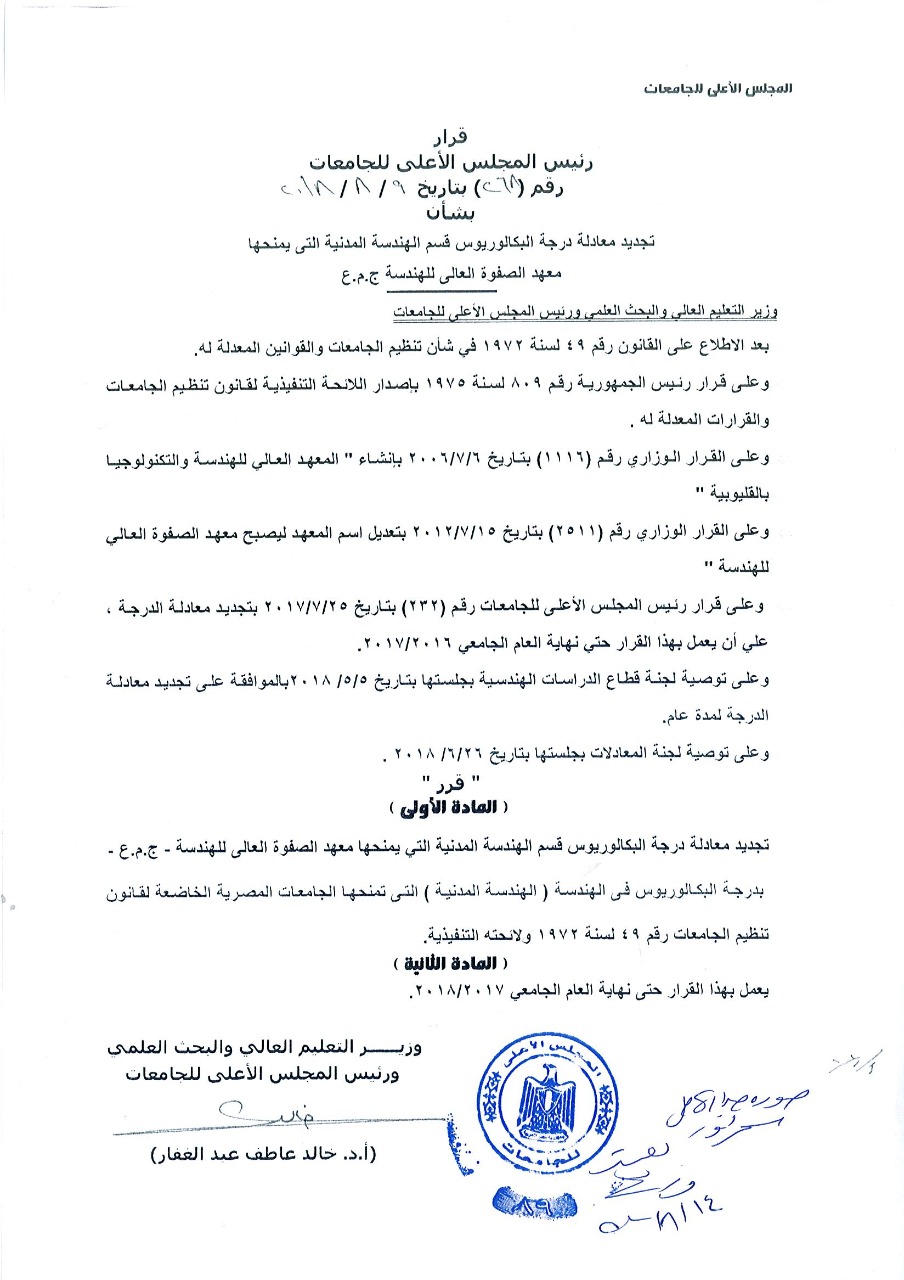 المجلس الأعلى للجامعات
قرار
رئيس المجلس الأعلى للجامعات
رقم (٢٦٨) بتاريخ ٩ / ٨ / ٢٠١٨
بشأن
تجديد معادلة درجة البكالوريوس قسم الهندسة المدنية التى يمنحها
معهد الصفوة العالى للهندسة ج.م.ع
وزير التعليم العالي والبحث العلمي ورئيس المجلس الأعلى للجامعات
بعد الاطلاع على القانون رقم ٤٩ لسنة ١٩٧٢ في شأن تنظيم الجامعات والقوانين المعدلة له.
وعلى قرار رئيس الجمهورية رقم ٨٠٩ لسنة ١٩٧٥ بإصدار اللائحة التنفيذية لقانون تنظيم الجامعات
والقرارات المعدلة له .
وعلى القرار الوزاري رقم (١١١٦) بتاريخ ٢٠٠٦/٧/٦ بإنشاء " المعهد العالي للهندسة والتكنولوجيا
بالقليوبية "
وعلى القرار الوزاري رقم (٢٥١١) بتاريخ ٢٠١٢/٧/١٥ بتعديل اسم المعهد ليصبح معهد الصفوة العالي
للهندسة "
وعلى قرار رئيس المجلس الأعلى للجامعات رقم (٢٣٢) بتاريخ ٢٠١٧/٧/٢٥ بتجديد معادلة الدرجة ،
علي أن يعمل بهذا القرار حتي نهاية العام الجامعي ٢٠١٧/٢٠١٦.
وعلى توصية لجنة قطاع الدراسات الهندسية بجلستها بتاريخ ٥/٥/ ٢٠١٨بالموافقة على تجديد معادلة
الدرجة لمدة عام.
وعلى توصية لجنة المعادلات بجلستها بتاريخ ٦/٢٦/ ٢٠١٨ .
" قرر "
( المادة الأولى )
تجديد معادلة درجة البكالوريوس قسم الهندسة المدنية التي يمنحها معهد الصفوة العالى للهندسة - ج.م.ع -
بدرجة البكالوريوس فى الهندسة ( الهندسة المدنية ) التى تمنحها الجامعات المصرية الخاضعة لقانون
تنظيم الجامعات رقم ٤٩ لسنة ١٩٧٢ ولائحته التنفيذية.
( المادة الثانية )
يعمل بهذا القرار حتى نهاية العام الجامعي ٢٠١٨/٢٠١٧.
وزيـــــر التعليم العالي والبحث العلمي
ورئيس المجلس الأعلى للجامعات
(أ.د. خالد عاطف عبد الغفار)
المجلس الأعلى
للجامعات
٨٩
صورة طبق الأصل